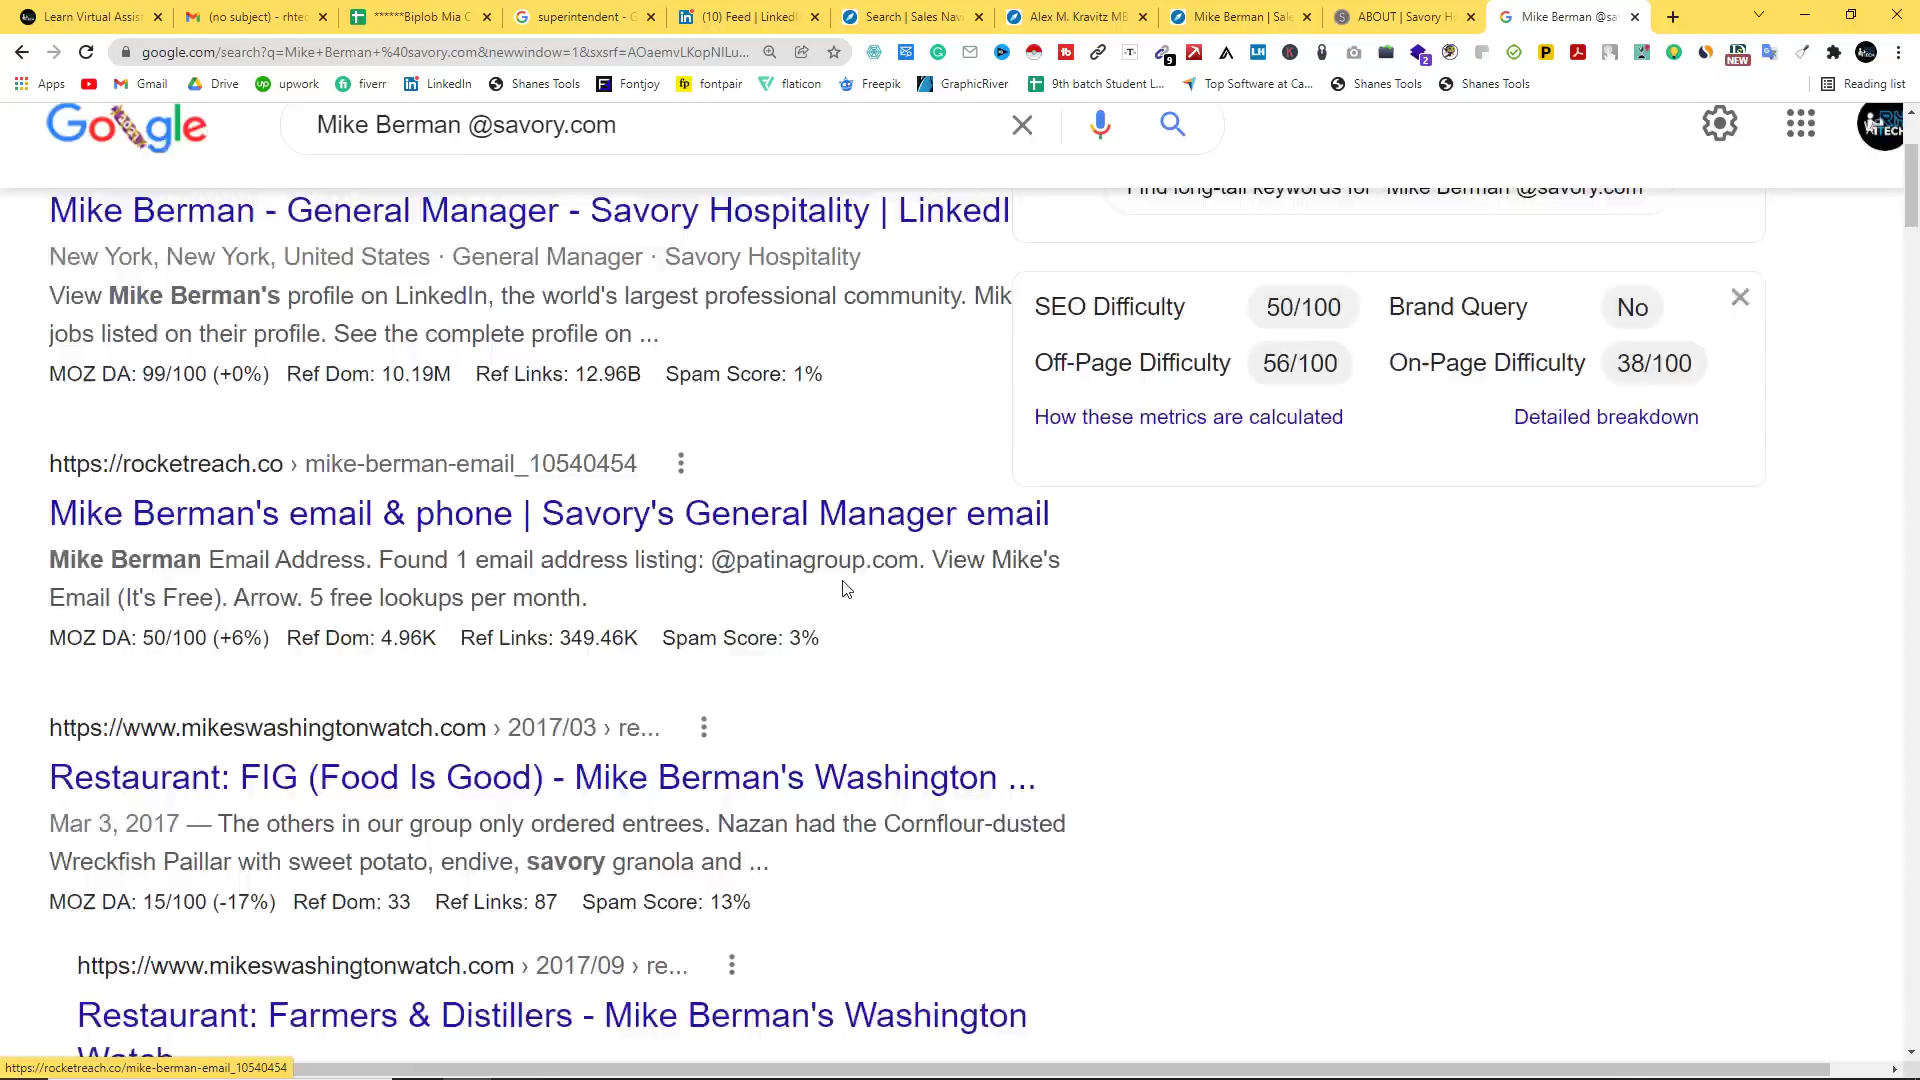 Learn Virtual Assis
(no subject) - rhtec
******Biplob Mia C
superintendent - G
(10) Feed | LinkedI
Search | Sales Navi
Alex M. Kravitz MB
Mike Berman | Sale
ABOUT | Savory H
Mike Berman @sa
google.com/search?q=Mike+Berman+%40savory.com&newwindow=1&sxsrf=AOaemvLKopNILu...
9
2
NEW
Apps
Gmail
Drive
upwork
fiverr
LinkedIn
Shanes Tools
Fontjoy
fontpair
flaticon
Freepik
GraphicRiver
9th batch Student L...
Top Software at Ca...
Shanes Tools
Shanes Tools
Reading list
Google
Mike Berman @savory.com
Find long-tail keywords for "Mike Berman @savory.com"
Mike Berman - General Manager - Savory Hospitality | LinkedI
New York, New York, United States · General Manager · Savory Hospitality
View Mike Berman's profile on LinkedIn, the world's largest professional community. Mik
jobs listed on their profile. See the complete profile on ...
MOZ DA: 99/100 (+0%) Ref Dom: 10.19M Ref Links: 12.96B Spam Score: 1%
SEO Difficulty 50/100 Brand Query No
Off-Page Difficulty 56/100 On-Page Difficulty 38/100
How these metrics are calculated Detailed breakdown
https://rocketreach.co › mike-berman-email_10540454
Mike Berman's email & phone | Savory's General Manager email
Mike Berman Email Address. Found 1 email address listing: @patinagroup.com. View Mike's
Email (It's Free). Arrow. 5 free lookups per month.
MOZ DA: 50/100 (+6%) Ref Dom: 4.96K Ref Links: 349.46K Spam Score: 3%
https://www.mikeswashingtonwatch.com › 2017/03 › re...
Restaurant: FIG (Food Is Good) - Mike Berman's Washington ...
Mar 3, 2017 — The others in our group only ordered entrees. Nazan had the Cornflour-dusted
Wreckfish Paillar with sweet potato, endive, savory granola and ...
MOZ DA: 15/100 (-17%) Ref Dom: 33 Ref Links: 87 Spam Score: 13%
https://www.mikeswashingtonwatch.com › 2017/09 › re...
Restaurant: Farmers & Distillers - Mike Berman's Washington
Watch
https://rocketreach.co/mike-berman-email_10540454